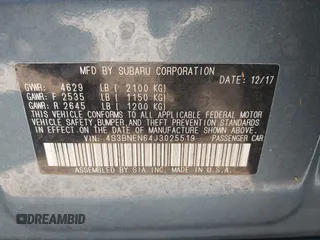 MFD BY SUBARU CORPORATION
GVWR: 4629 LB ( 2100 KG) DATE: 12/17
GAWR: F 2535 LB ( 1150 KG)
GAWR: R 2645 LB ( 1200 KG)
THIS VEHICLE CONFORMS TO ALL APPLICABLE FEDERAL MOTOR
VEHICLE SAFETY, BUMPER, AND THEFT PREVENTION STANDARDS
IN EFFECT ON THE DATE OF MANUFACTURE SHOWN ABOVE.
VIN: 4S3BNEN64J3025519 PASSENGER CAR
ASSEMBLED BY SIA INC. MADE IN U.S.A.
DREAMBID